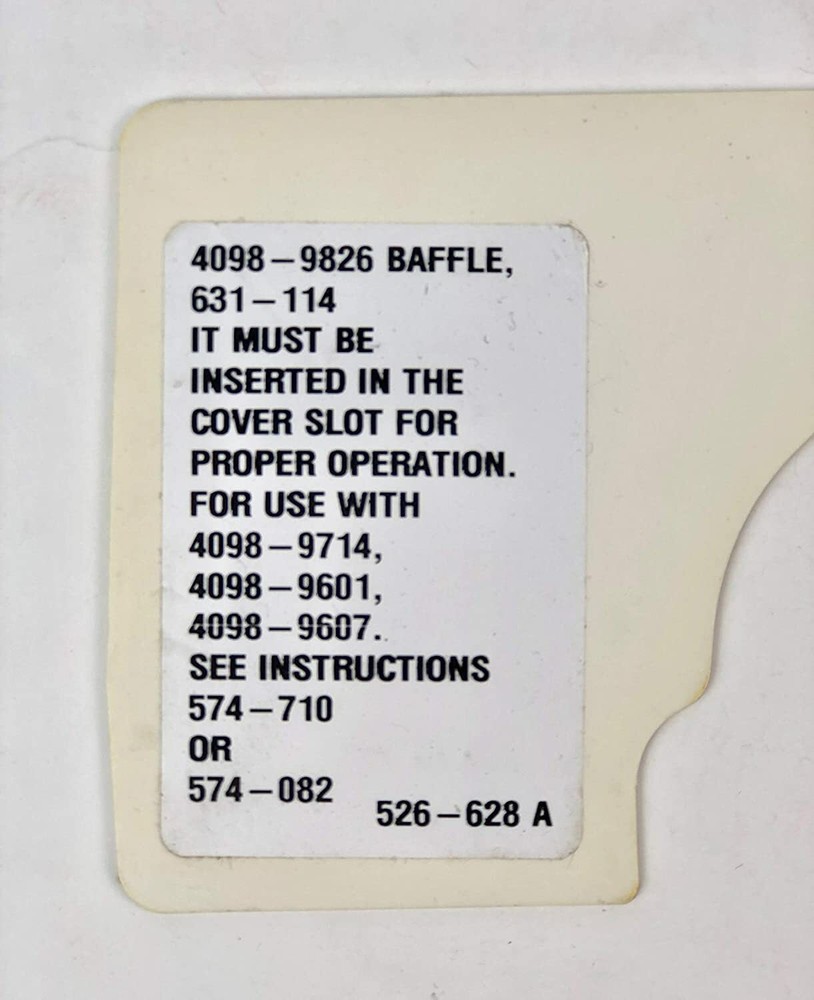 4098–9826 BAFFLE,
631–114
IT MUST BE
INSERTED IN THE
COVER SLOT FOR
PROPER OPERATION.
FOR USE WITH
4098–9714,
4098–9601,
4098–9607.
SEE INSTRUCTIONS
574–710
OR
574–082
526–628 A